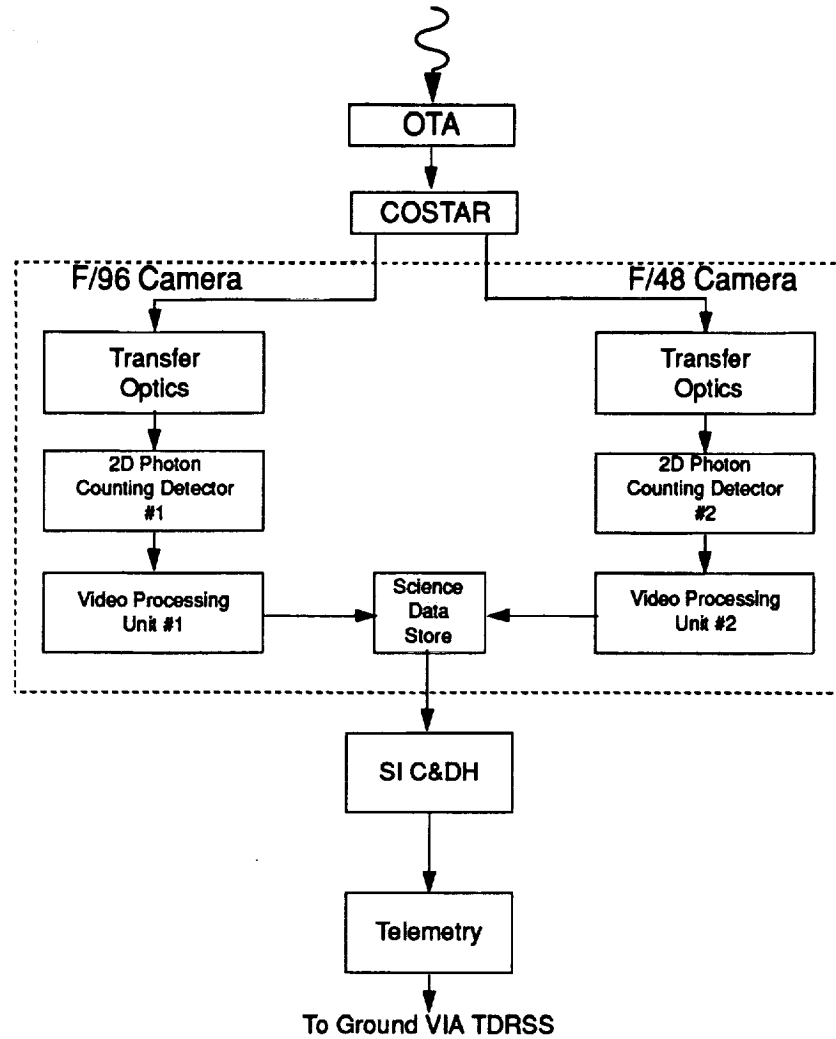 OTA
COSTAR
F/96 Camera
F/48 Camera
Transfer
Optics
Transfer
Optics
2D Photon
Counting Detector
#1
2D Photon
Counting Detector
#2
Video Processing
Unit #1
Science
Data
Store
Video Processing
Unit #2
SI C&DH
Telemetry
To Ground VIA TDRSS